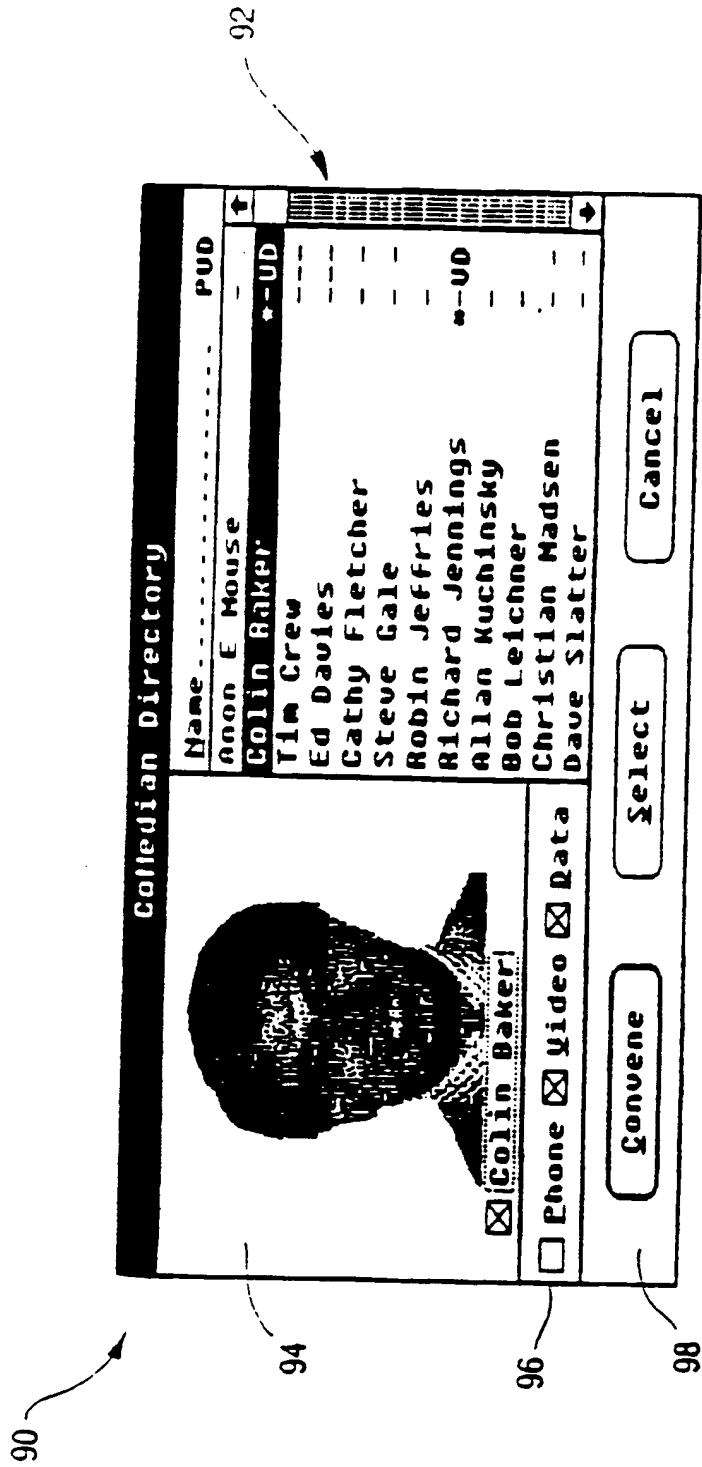 90
92
Collledian Directory
Name.................... PVD
Anon E Mouse -
Colin Baker *-UD
Tim Crew ---
Ed Davies ---
Cathy Fletcher - -
Steve Gale - -
Robin Jeffries -
Richard Jennings *-UD
Allan Kuchinsky -
Bob Leichner -
Christian Madsen - -
Dave Slatter - -
94
Colin Baker
96
Phone Video Data
98
Convene Select Cancel